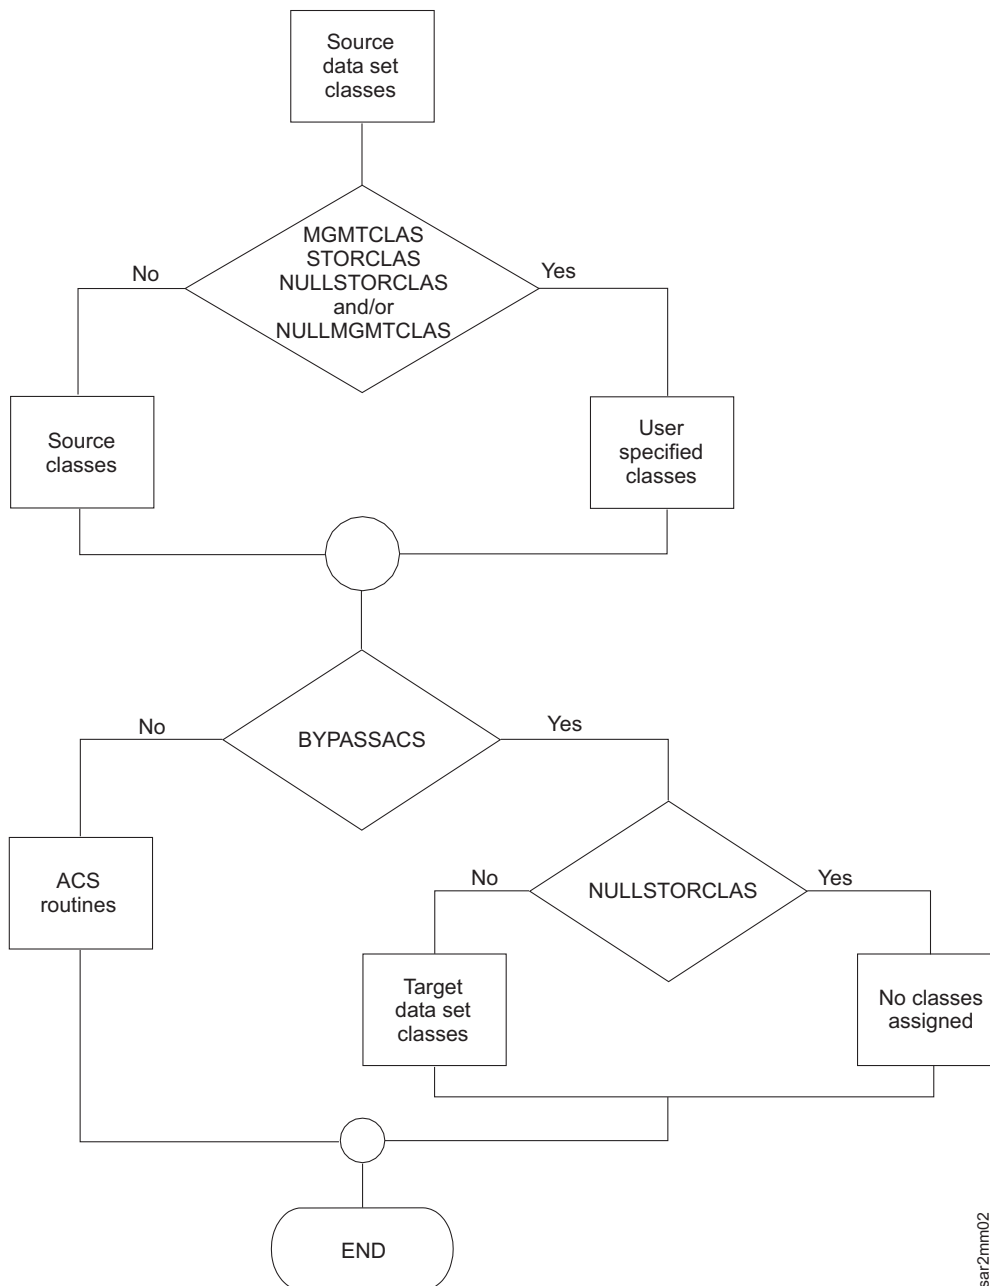 Source
data set
classes
MGMTCLAS
STORCLAS
NULLSTORCLAS
and/or
NULLMGMTCLAS
No
Yes
Source
classes
User
specified
classes
BYPASSACS
No
Yes
ACS
routines
NULLSTORCLAS
No
Yes
Target
data set
classes
No classes
assigned
END
sar2mm02